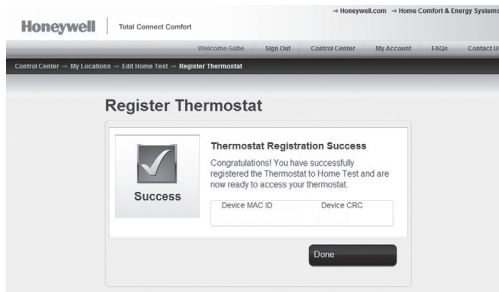 → Honeywell.com → Home Comfort & Energy Systems
Honeywell | Total Connect Comfort
Welcome Gabe Sign Out Control Center My Account FAQs Contact U
Control Center → My Locations → Edit Home Test → Register Thermostat
Register Thermostat
Thermostat Registration Success
Congratulations! You have successfully
registered the Thermostat to Home Test and are
now ready to access your thermostat.
Success
Device MAC ID Device CRC
Done